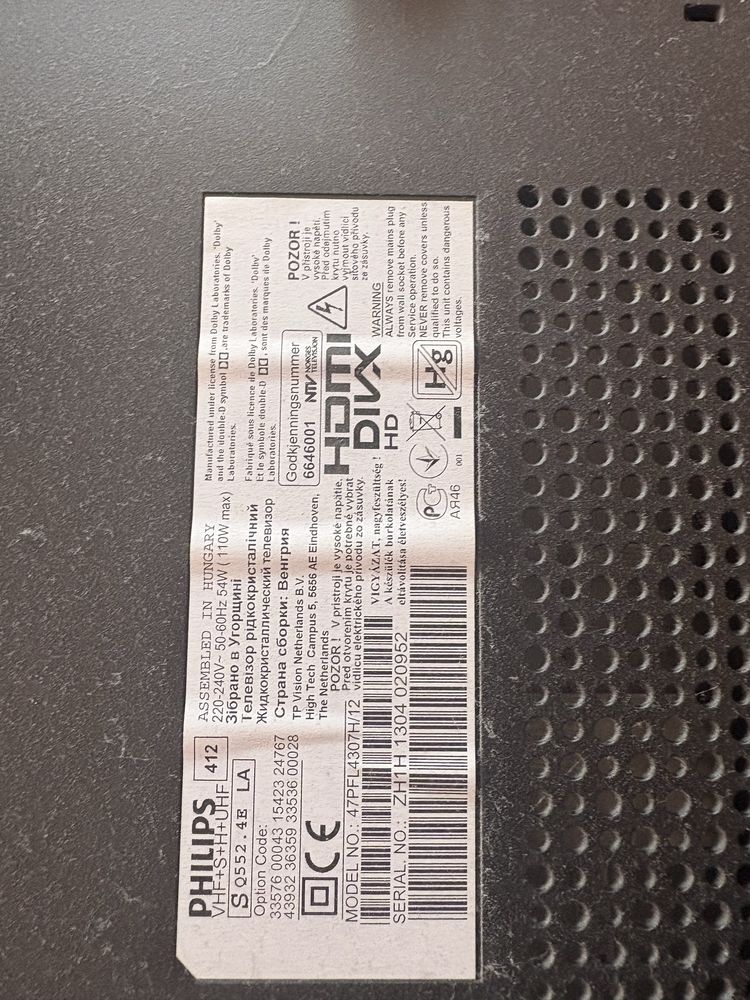 PHILIPS
412
VHF+S+H+UHF
S Q552.4E LA
Option Code:
33576 00043 15423 24767
43932 36359 33536 00028
CE
MODEL NO.: 47PFL4307H/12
SERIAL. NO.: ZH1H 1304 020952
ASSEMBLED IN HUNGARY
220-240V~ 50-60Hz 54W ( 110W max)
Зібрано в Угорщині
Телевізор рідкокристалічний
Жидкокристаллический телевизор
Страна сборки: Венгрия
TP Vision Netherlands B.V.
High Tech Campus 5, 5656 AE Eindhoven,
The Netherlands
POZOR ! V prístroji je vysoké napätie.
Pred otvorením krytu je potrebné vybrat
vidlicu elektrického prívodu zo zásuvky.
VIGYÁZAT, nagyfeszültség !
A készülék burkolatának
eltávolítása életveszélyes!
Manufactured under license from Dolby Laboratories. 'Dolby'
and the double-D symbol are trademarks of Dolby
Laboratories.
Fabriqué sous licence de Dolby Laboratories. 'Dolby'
Et le symbole double-D sont des marques de Dolby
Laboratories.
Godkjenningsnummer
6646001 NTV NORGES TELEVISJON
HDMI
DIVX
HD
РСТ
АЯ46
001
Hg
POZOR !
V přístroji je
vysoké napětí.
Před odejmutím
krytu nutno
vyjmout vidlici
síťového přívodu
ze zásuvky.
WARNING
ALWAYS remove mains plug
from wall socket before any
Service operation.
NEVER remove covers unless
qualified to do so.
This unit contains dangerous
voltages.